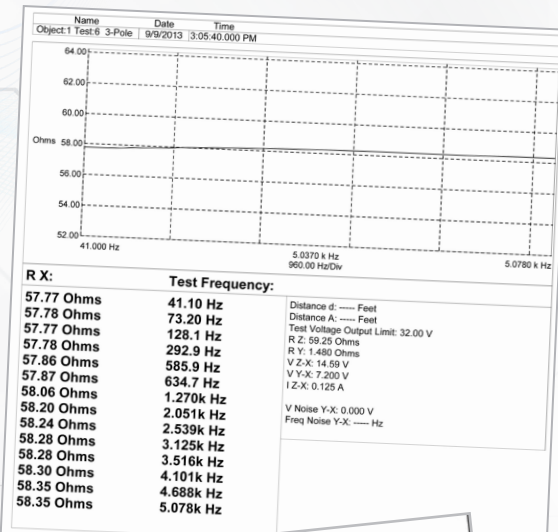 Name Date Time
Object:1 Test:6 3-Pole 9/9/2013 3:05:40.000 PM
64.00
62.00
60.00
Ohms 58.00
56.00
54.00
52.00
41.000 Hz 5.0370 k Hz 5.0780 k Hz
960.00 Hz/Div
R X: Test Frequency:
57.77 Ohms 41.10 Hz
57.78 Ohms 73.20 Hz
57.77 Ohms 128.1 Hz
57.78 Ohms 292.9 Hz
57.86 Ohms 585.9 Hz
57.87 Ohms 634.7 Hz
58.06 Ohms 1.270k Hz
58.20 Ohms 2.051k Hz
58.24 Ohms 2.539k Hz
58.28 Ohms 3.125k Hz
58.28 Ohms 3.516k Hz
58.30 Ohms 4.101k Hz
58.35 Ohms 4.688k Hz
58.35 Ohms 5.078k Hz
Distance d: ----- Feet
Distance A: ----- Feet
Test Voltage Output Limit: 32.00 V
R Z: 59.25 Ohms
R Y: 1.480 Ohms
V Z-X: 14.59 V
V Y-X: 7.200 V
I Z-X: 0.125 A
V Noise Y-X: 0.000 V
Freq Noise Y-X: ----- Hz